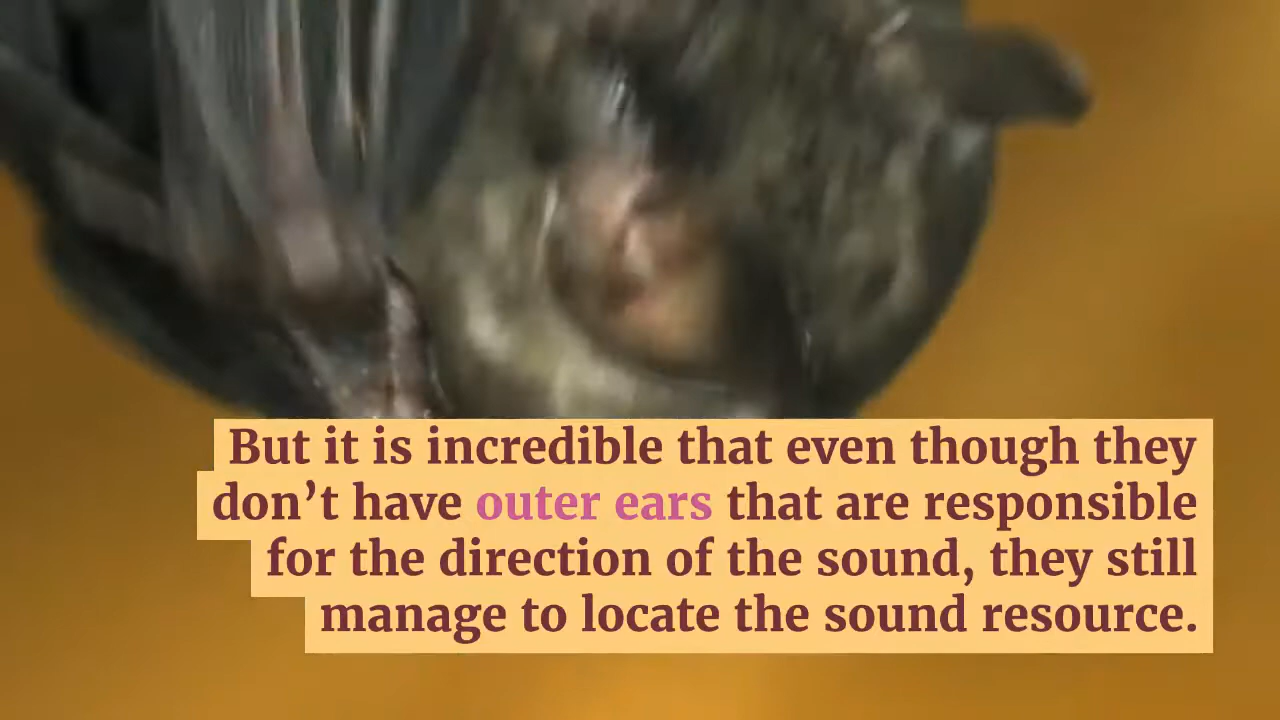 But it is incredible that even though they
don’t have outer ears that are responsible
for the direction of the sound, they still
manage to locate the sound resource.